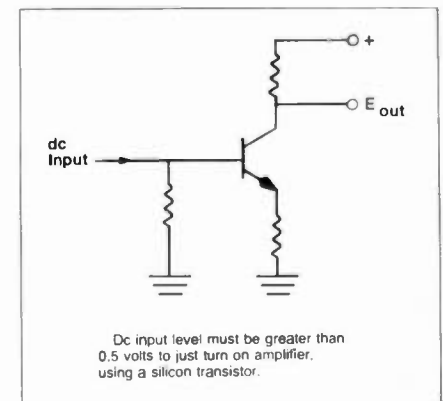 +
E out
dc
Input
Dc input level must be greater than
0.5 volts to just turn on amplifier,
using a silicon transistor.